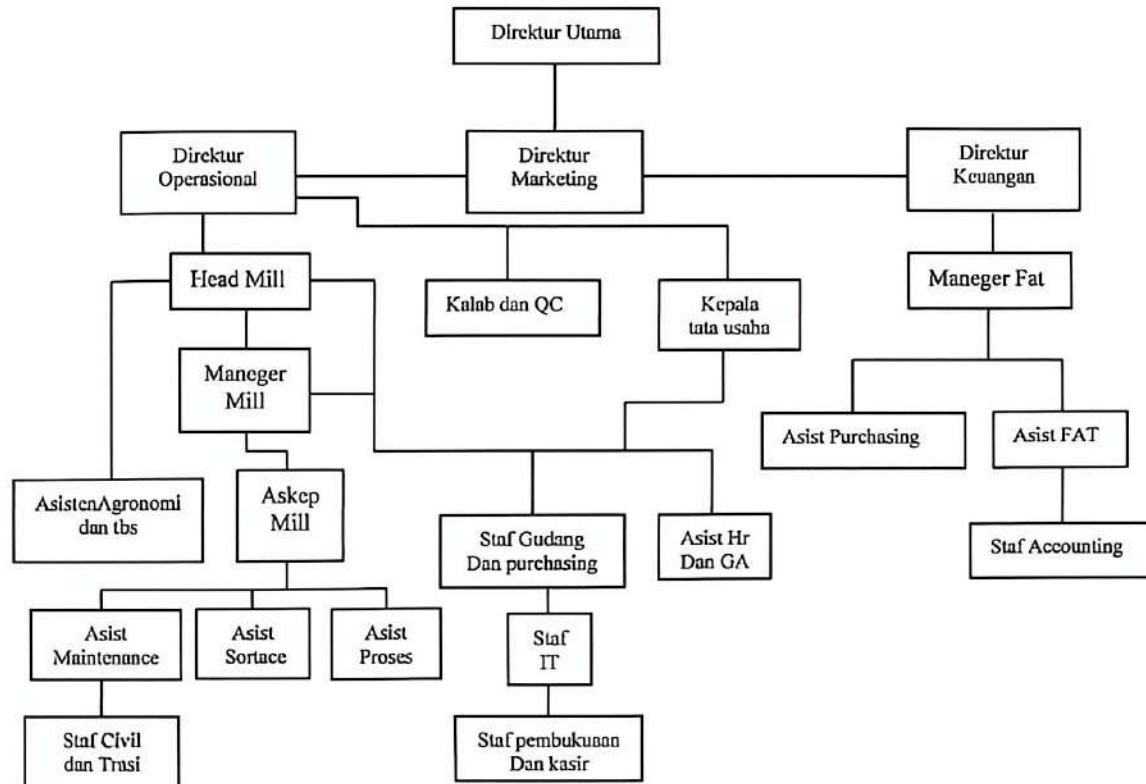 Direktur Utama
Direktur
Operasional
Direktur
Marketing
Direktur
Keuangan
Head Mill
Kalab dan QC
Kepala
tata usaha
Maneger Fat
Maneger
Mill
Asist Purchasing
Asist FAT
AsistenAgronomi
dan tbs
Askep
Mill
Staf Gudang
Dan purchasing
Asist Hr
Dan GA
Staf Accounting
Asist
Maintenance
Asist
Sortace
Asist
Proses
Staf
IT
Staf Civil
dan Trasi
Staf pembukuan
Dan kasir